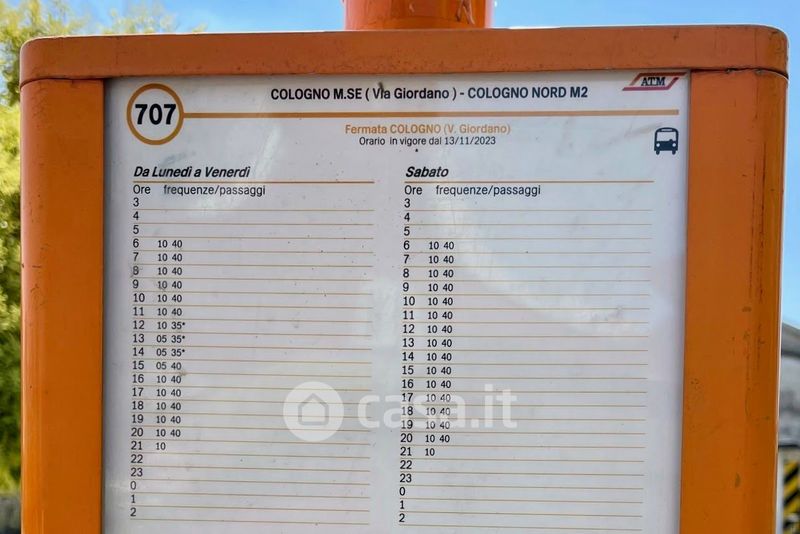 707
COLOGNO M.SE ( Via Giordano ) - COLOGNO NORD M2
ATM
Fermata COLOGNO (V. Giordano)
Orario in vigore dal 13/11/2023
*
Da Lunedì a Venerdì
Ore frequenze/passaggi
3
4
5
6 10 40
7 10 40
8 10 40
9 10 40
10 10 40
11 10 40
12 10 35*
13 05 35*
14 05 35*
15 05 40
16 10 40
17 10 40
18 10 40
19 10 40
20 10 40
21 10
22
23
0
1
2
Sabato
Ore frequenze/passaggi
3
4
5
6 10 40
7 10 40
8 10 40
9 10 40
10 10 40
11 10 40
12 10 40
13 10 40
14 10 40
15 10 40
16 10 40
17 10 40
18 10 40
19 10 40
20 10 40
21 10
22
23
0
1
2
casa.it